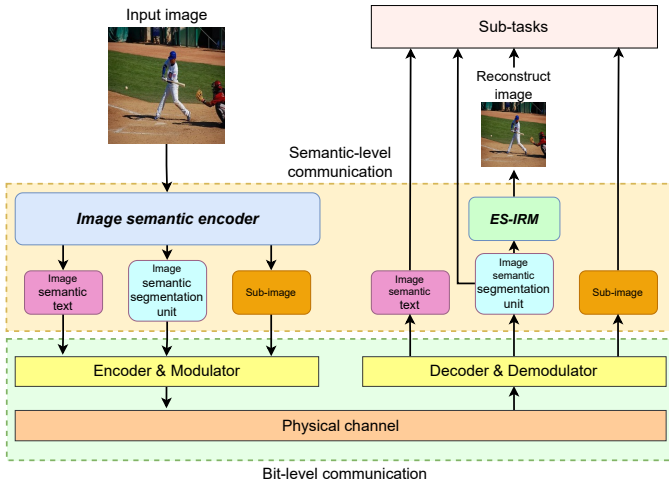 Input image
Sub-tasks
Reconstruct
image
Semantic-level
communication
Image semantic encoder
ES-IRM
Image
semantic
text
Image
semantic
segmentation
unit
Sub-image
Image
semantic
text
Image
semantic
segmentation
unit
Sub-image
Encoder & Modulator
Decoder & Demodulator
Physical channel
Bit-level communication